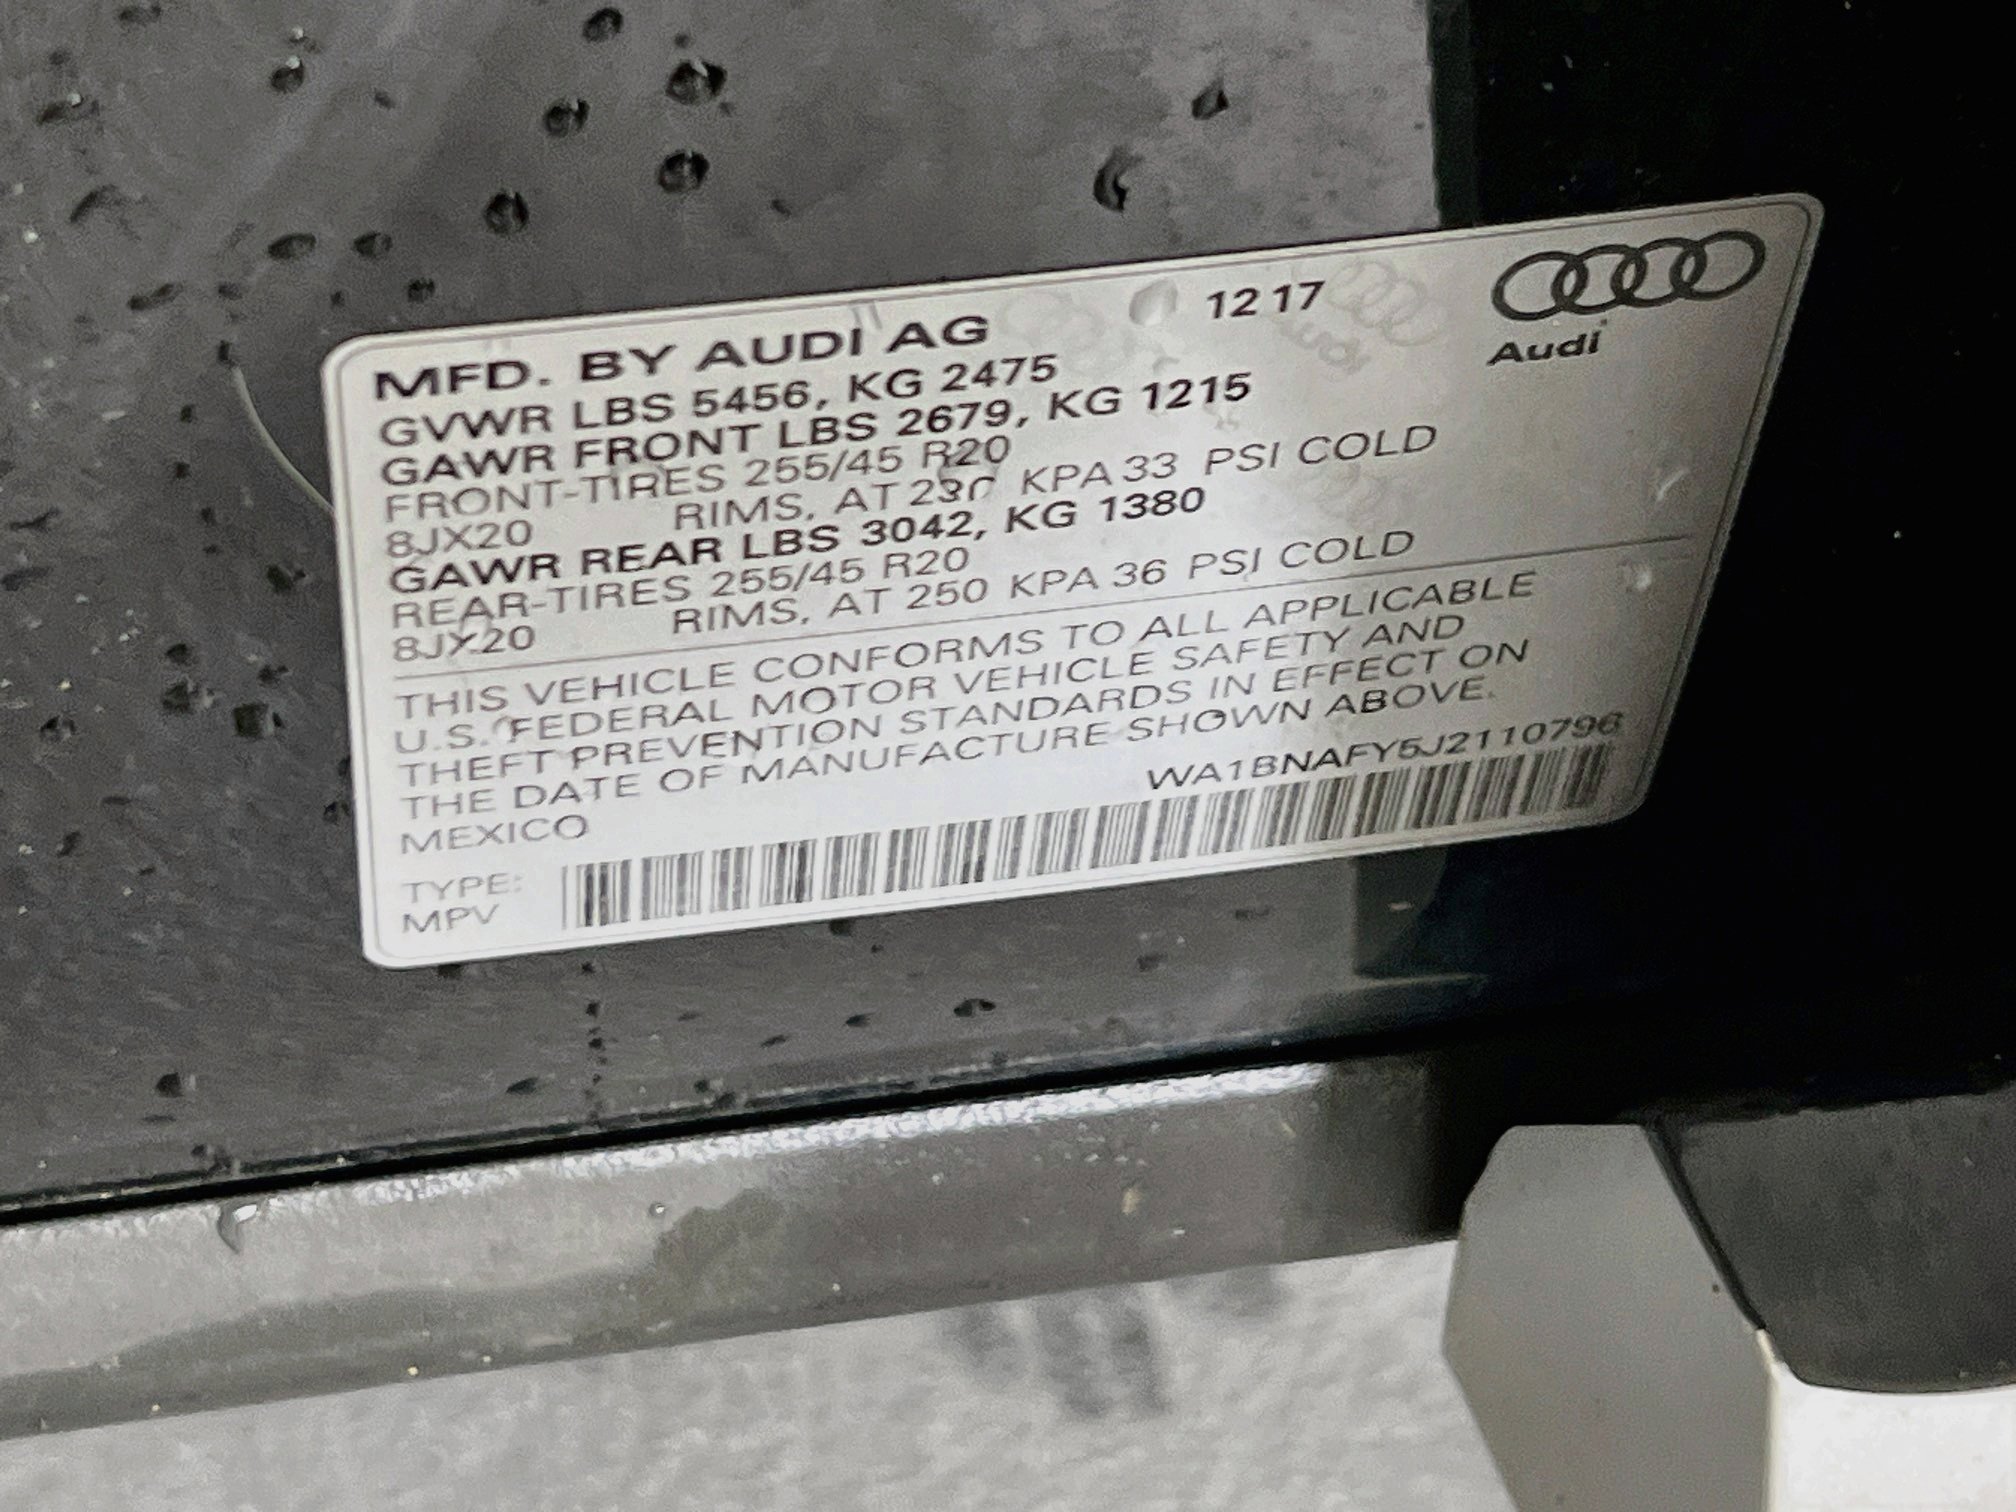 MFD. BY AUDI AG 12 17
Audi
GVWR LBS 5456, KG 2475
GAWR FRONT LBS 2679, KG 1215
FRONT-TIRES 255/45 R20
8JX20 RIMS, AT 230 KPA 33 PSI COLD
GAWR REAR LBS 3042, KG 1380
REAR-TIRES 255/45 R20
8JX20 RIMS, AT 250 KPA 36 PSI COLD
THIS VEHICLE CONFORMS TO ALL APPLICABLE
U.S. FEDERAL MOTOR VEHICLE SAFETY AND
THEFT PREVENTION STANDARDS IN EFFECT ON
THE DATE OF MANUFACTURE SHOWN ABOVE.
MEXICO WA1BNAFY5J2110796
TYPE:
MPV